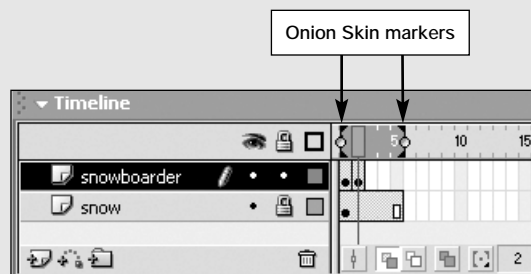 Onion Skin markers
Timeline
5 10 15
snowboarder
snow
2